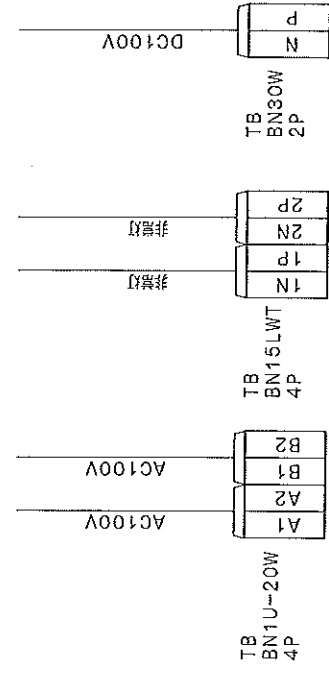 DC100V
P
N
TB
BN30W
2P
非常灯
非常灯
2P
2N
1P
1N
TB
BN15LWT
4P
AC100V
AC100V
B2
B1
A2
A1
TB
BN1U-20W
4P